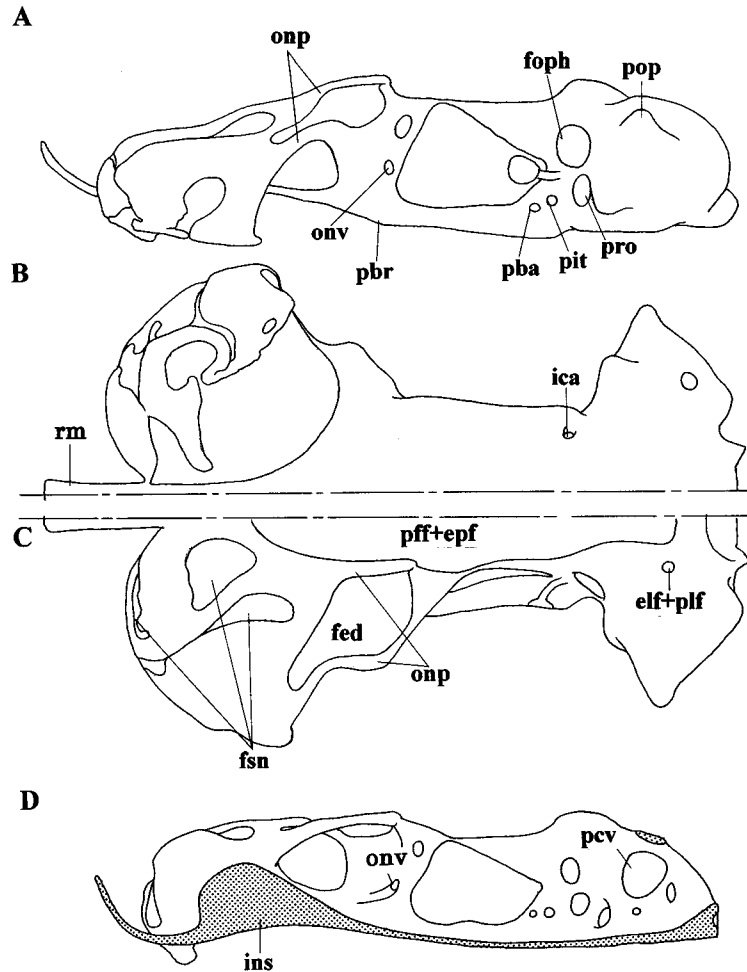 A
onp
foph
pop
onv
pbr
pba
pit
pro
B
ica
rm
C
pff+epf
elf+plf
fed
onp
fsn
D
onv
pcv
ins